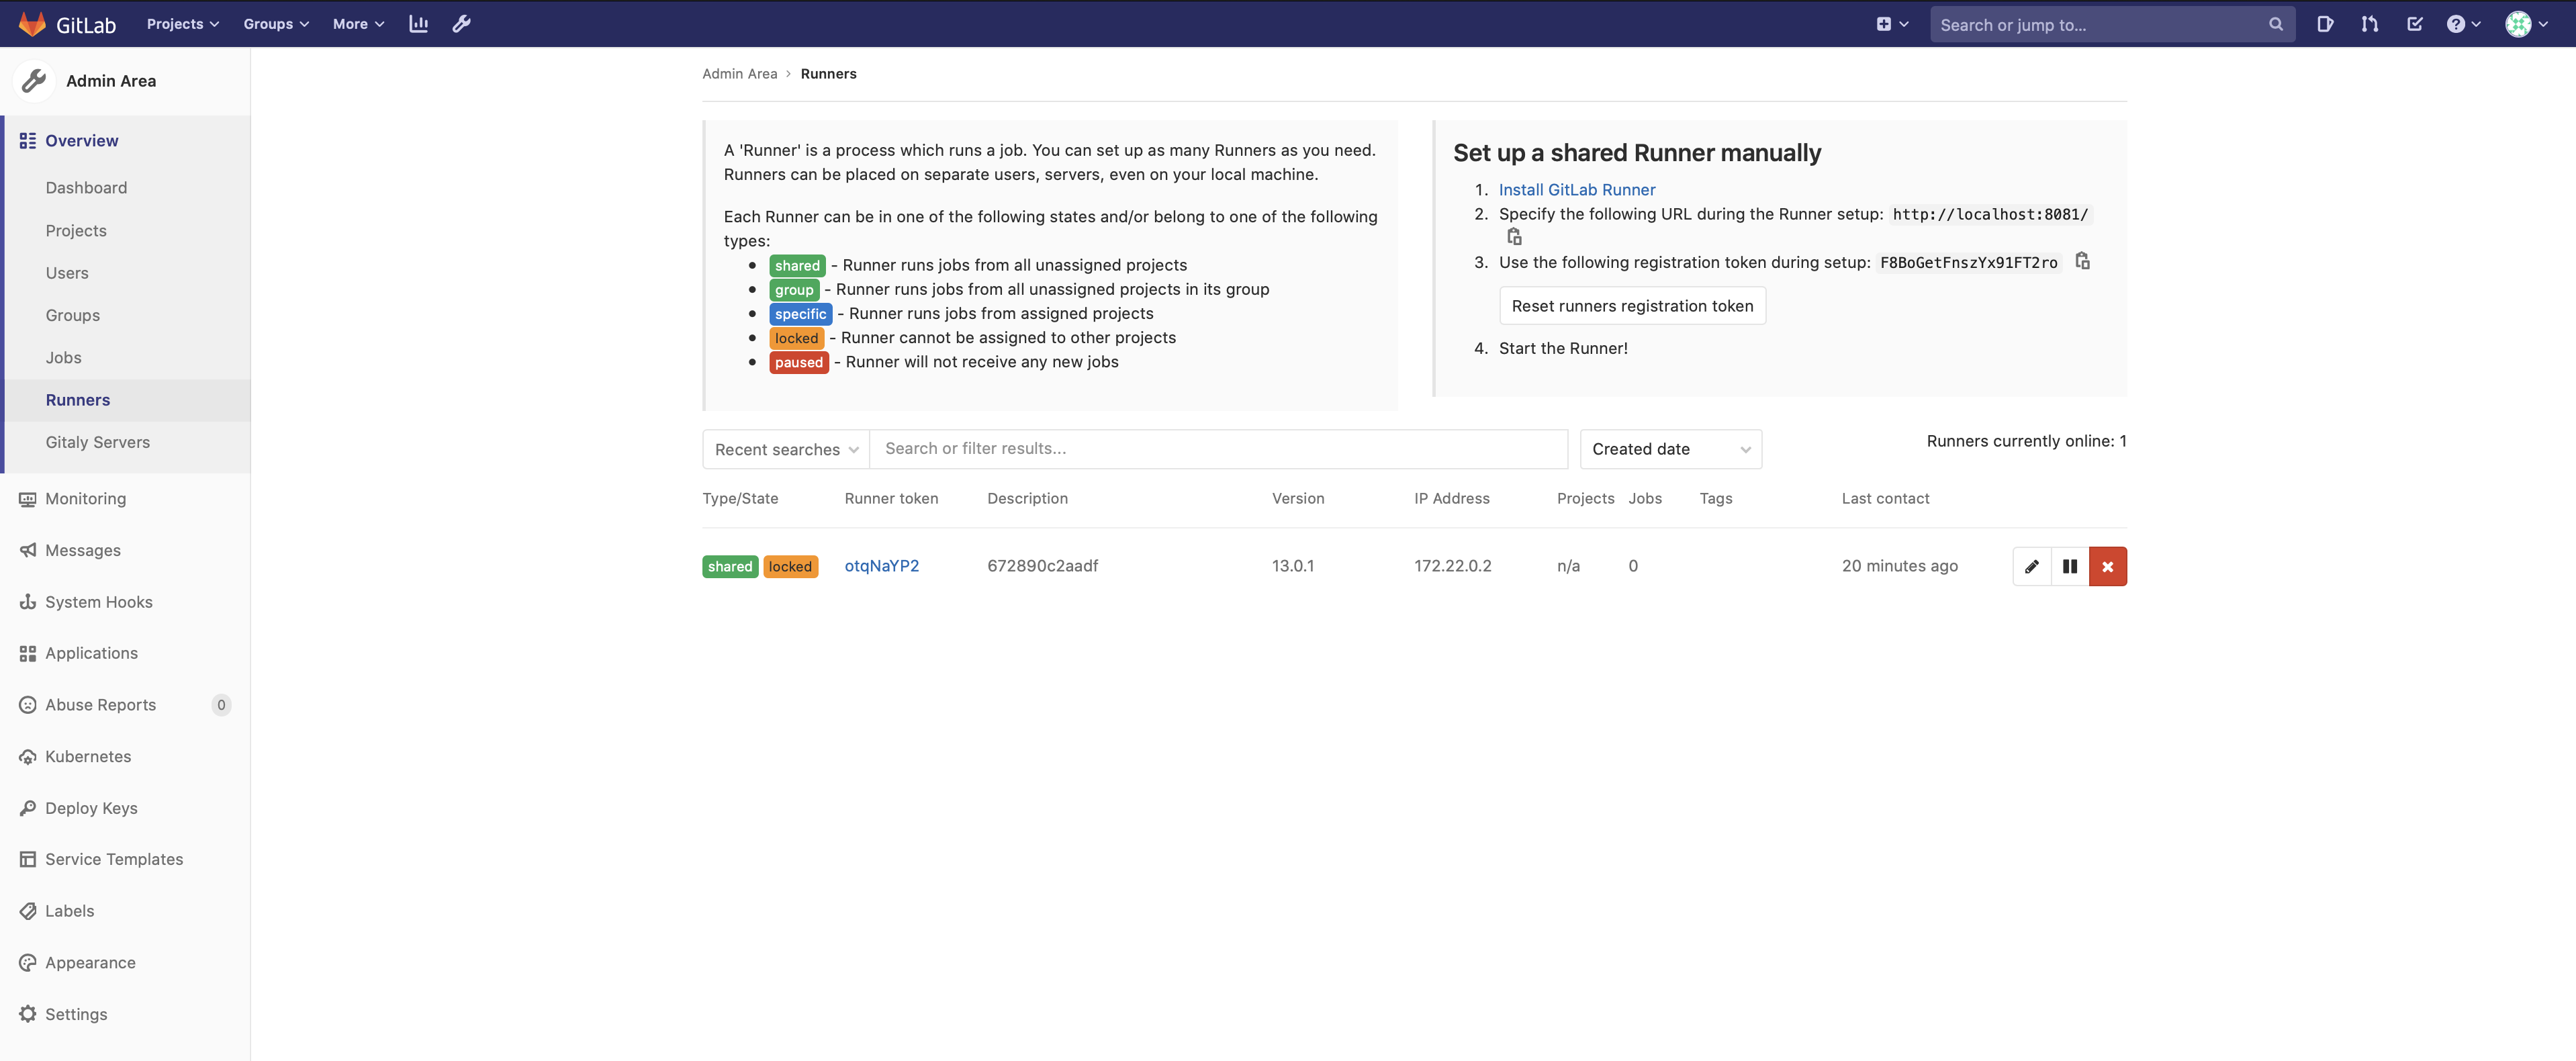 GitLab Projects Groups More Search or jump to...
Admin Area
Overview
Dashboard
Projects
Users
Groups
Jobs
Runners
Gitaly Servers
Monitoring
Messages
System Hooks
Applications
Abuse Reports 0
Kubernetes
Deploy Keys
Service Templates
Labels
Appearance
Settings
Admin Area › Runners
A 'Runner' is a process which runs a job. You can set up as many Runners as you need.
Runners can be placed on separate users, servers, even on your local machine.
Each Runner can be in one of the following states and/or belong to one of the following
types:
• shared - Runner runs jobs from all unassigned projects
• group - Runner runs jobs from all unassigned projects in its group
• specific - Runner runs jobs from assigned projects
• locked - Runner cannot be assigned to other projects
• paused - Runner will not receive any new jobs
Set up a shared Runner manually
1. Install GitLab Runner
2. Specify the following URL during the Runner setup: http://localhost:8081/
3. Use the following registration token during setup: F8BoGetFnszYx91FT2ro
Reset runners registration token
4. Start the Runner!
Recent searches Search or filter results... Created date Runners currently online: 1
Type/State Runner token Description Version IP Address Projects Jobs Tags Last contact
shared locked otqNaYP2 672890c2aadf 13.0.1 172.22.0.2 n/a 0 20 minutes ago